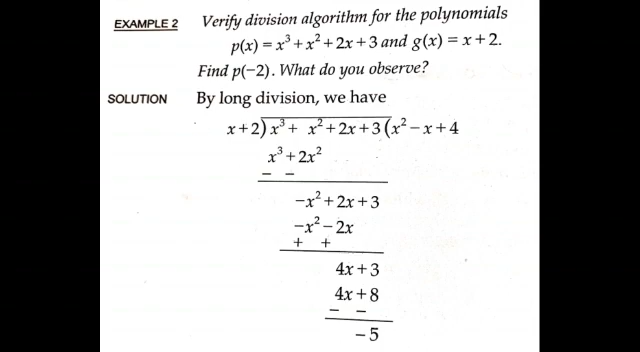 EXAMPLE 2 Verify division algorithm for the polynomials
p(x) = x³ + x² + 2x + 3 and g(x) = x + 2.
Find p(−2). What do you observe?
SOLUTION By long division, we have
x + 2) x³ + x² + 2x + 3 (x² − x + 4
x³ + 2x²
− −
−x² + 2x + 3
−x² − 2x
+ +
4x + 3
4x + 8
− −
− 5